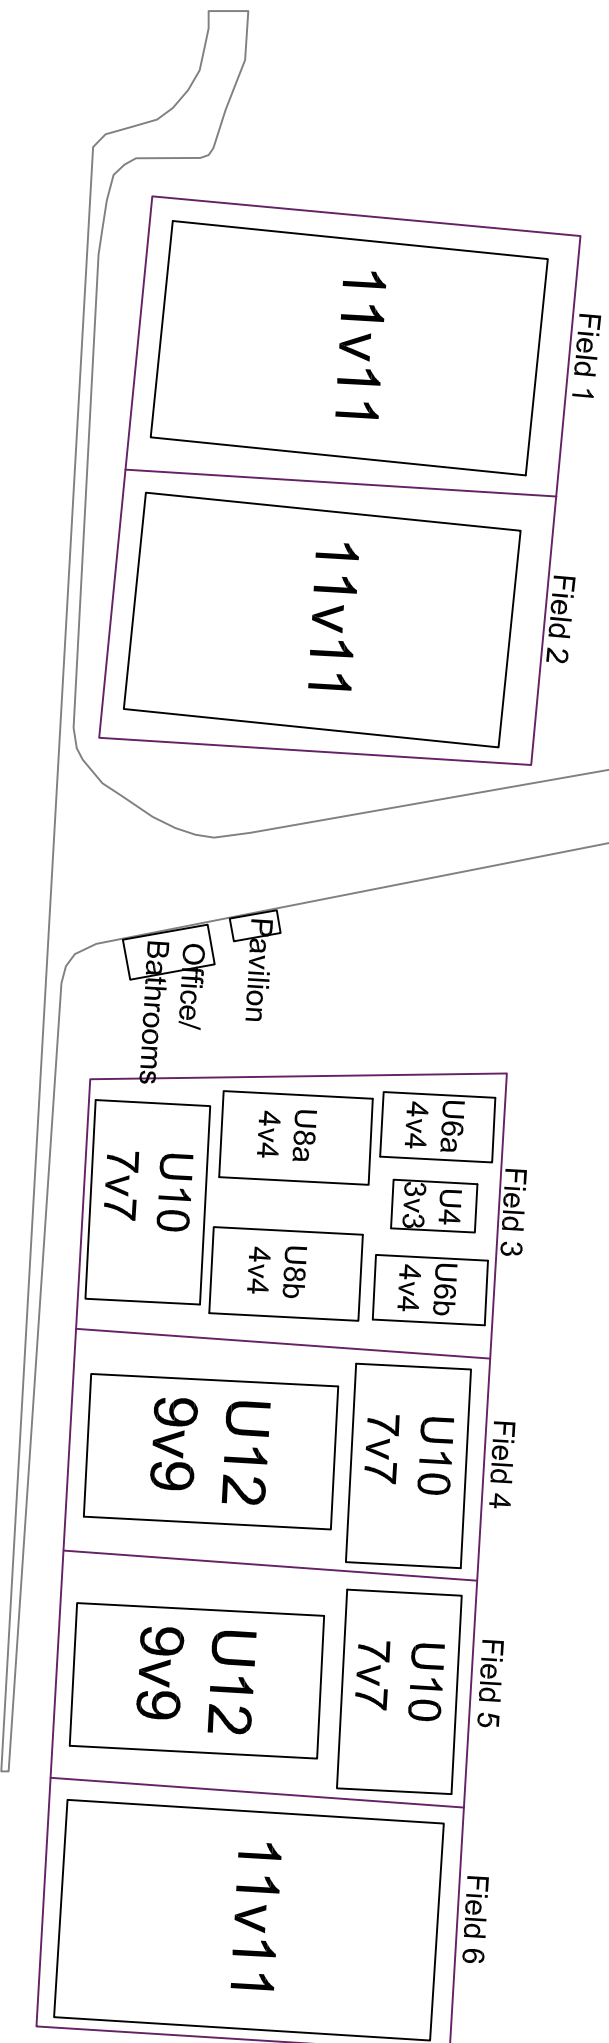 Field 1
11v11
Field 2
11v11
Pavilion
Office/
Bathrooms
Field 3
U6a
4v4
U8a
4v4
U10
7v7
U4
3v3
U6b
4v4
U8b
4v4
Field 4
U10
7v7
U12
9v9
Field 5
U10
7v7
U12
9v9
Field 6
11v11